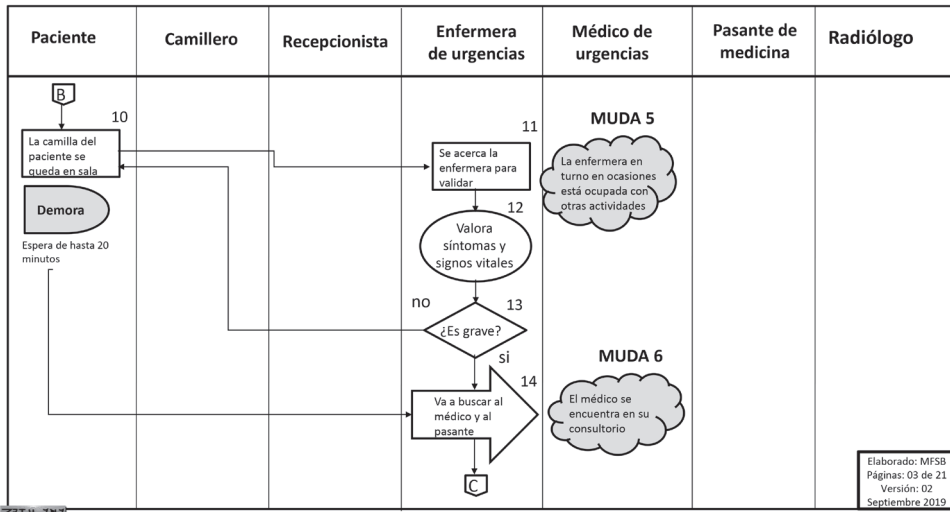 Paciente
Camillero
Recepcionista
Enfermera
de urgencias
Médico de
urgencias
Pasante de
medicina
Radiólogo
B
10
La camilla del
paciente se
queda en sala
Demora
Espera de hasta 20
minutos
11
Se acerca la
enfermera para
validar
12
Valora
síntomas y
signos vitales
no
13
¿Es grave?
si
14
Va a buscar al
médico y al
pasante
C
MUDA 5
La enfermera en
turno en ocasiones
está ocupada con
otras actividades
MUDA 6
El médico se
encuentra en su
consultorio
Elaborado: MFSB
Páginas: 03 de 21
Versión: 02
Septiembre 2019